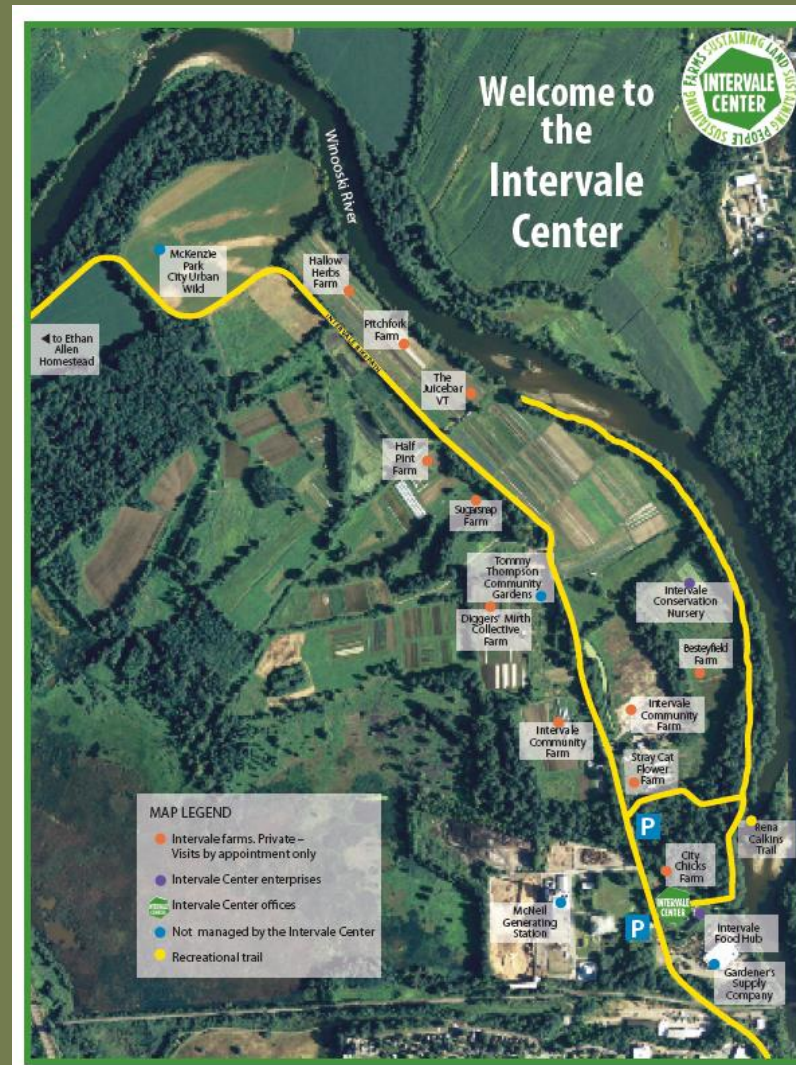 Welcome to
the
Intervale
Center
FARMS SUSTAINING LAND SUSTAINING PEOPLE SUSTAINING
INTERVALE
CENTER
Winooski River
McKenzie
Park
City Urban
Wild
Hallow
Herbs
Farm
◄ to Ethan
Allen
Homestead
Pitchfork
Farm
The
Juicebar
VT
Half
Pint
Farm
Sugarsnap
Farm
Tommy
Thompson
Community
Gardens
Intervale
Conservation
Nursery
Diggers' Mirth
Collective
Farm
Besteyfield
Farm
Intervale
Community
Farm
Intervale
Community
Farm
Stray Cat
Flower
Farm
P
Rena
Calkins
Trail
City
Chicks
Farm
INTERVALE
CENTER
McNeil
Generating
Station
P
Intervale
Food Hub
Gardener's
Supply
Company
MAP LEGEND
Intervale farms. Private –
Visits by appointment only
Intervale Center enterprises
INTERVALE
CENTER
Intervale Center offices
Not managed by the Intervale Center
Recreational trail